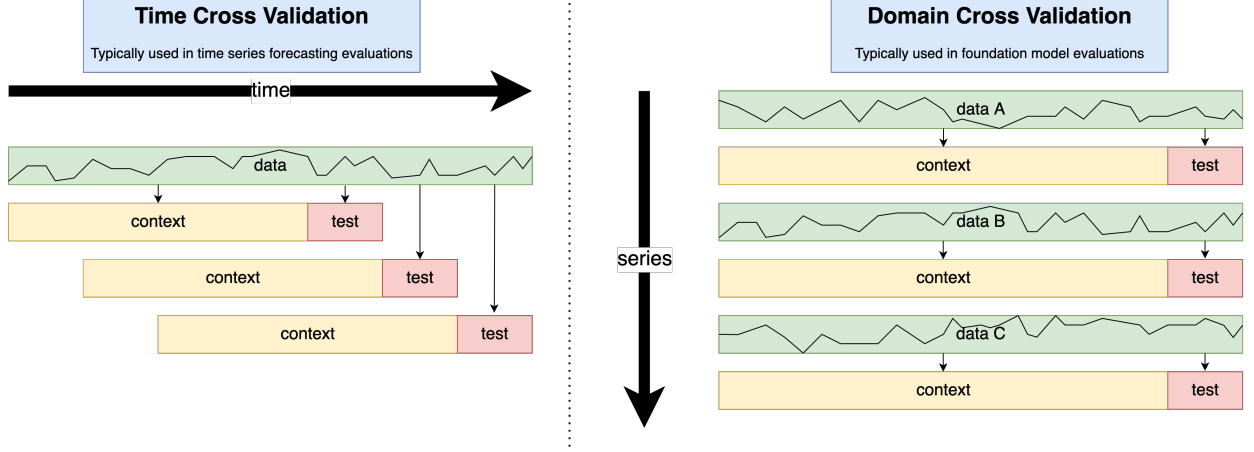 Time Cross Validation
Typically used in time series forecasting evaluations
time
data
context
test
context
test
context
test
Domain Cross Validation
Typically used in foundation model evaluations
series
data A
context
test
data B
context
test
data C
context
test